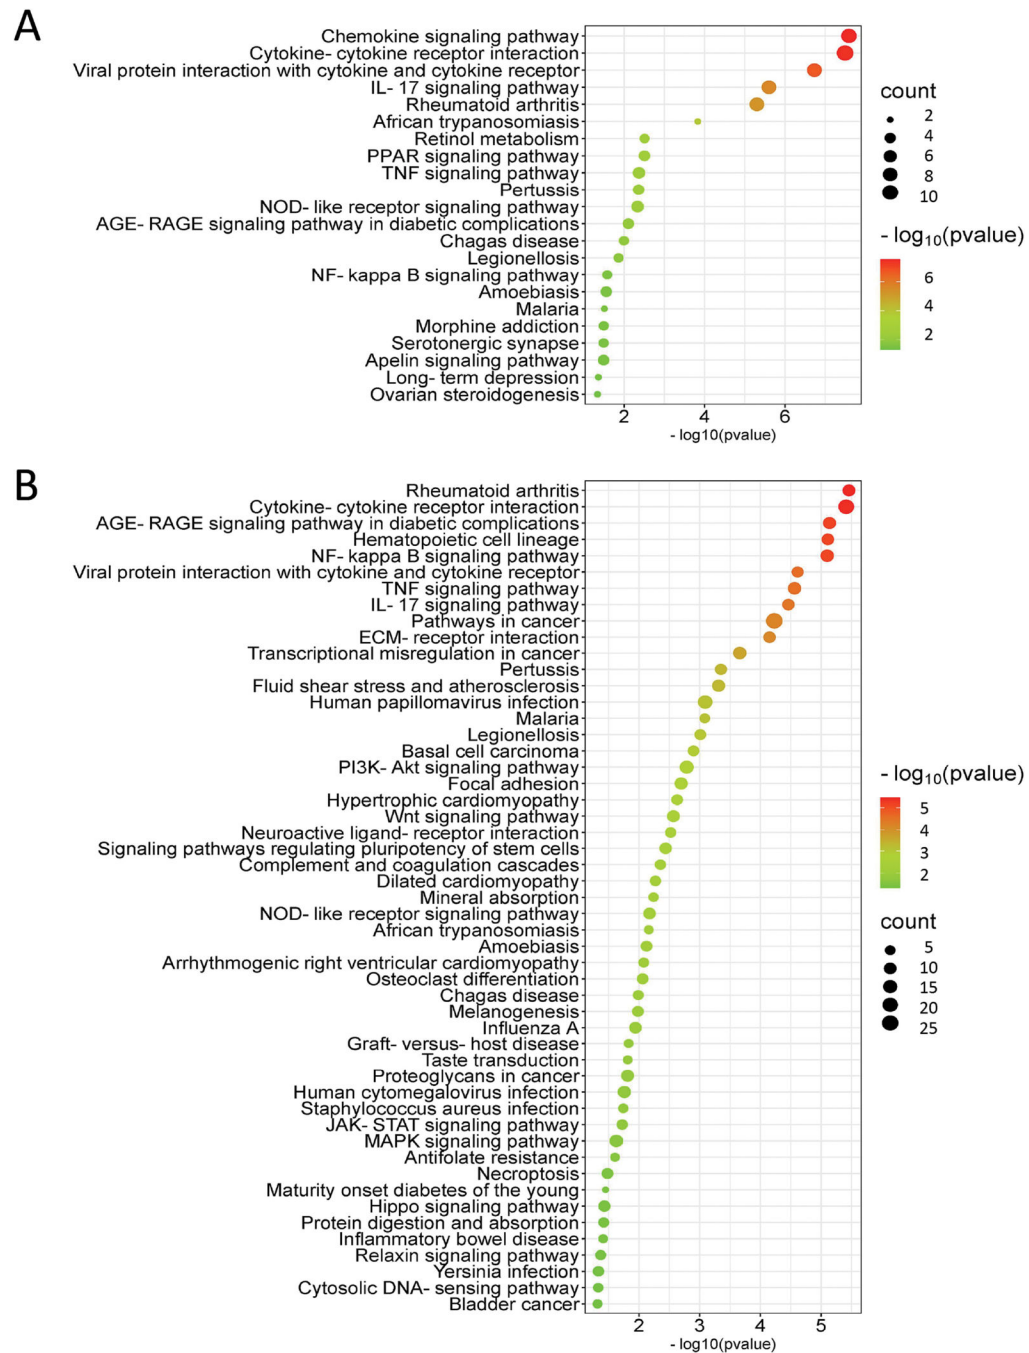 A
Chemokine signaling pathway
Cytokine- cytokine receptor interaction
Viral protein interaction with cytokine and cytokine receptor
IL- 17 signaling pathway
Rheumatoid arthritis
African trypanosomiasis
Retinol metabolism
PPAR signaling pathway
TNF signaling pathway
Pertussis
NOD- like receptor signaling pathway
AGE- RAGE signaling pathway in diabetic complications
Chagas disease
Legionellosis
NF- kappa B signaling pathway
Amoebiasis
Malaria
Morphine addiction
Serotonergic synapse
Apelin signaling pathway
Long- term depression
Ovarian steroidogenesis
2 4 6
- log10(pvalue)
count
2
4
6
8
10
- log10(pvalue)
6
4
2
B
Rheumatoid arthritis
Cytokine- cytokine receptor interaction
AGE- RAGE signaling pathway in diabetic complications
Hematopoietic cell lineage
NF- kappa B signaling pathway
Viral protein interaction with cytokine and cytokine receptor
TNF signaling pathway
IL- 17 signaling pathway
Pathways in cancer
ECM- receptor interaction
Transcriptional misregulation in cancer
Pertussis
Fluid shear stress and atherosclerosis
Human papillomavirus infection
Malaria
Legionellosis
Basal cell carcinoma
PI3K- Akt signaling pathway
Focal adhesion
Hypertrophic cardiomyopathy
Wnt signaling pathway
Neuroactive ligand- receptor interaction
Signaling pathways regulating pluripotency of stem cells
Complement and coagulation cascades
Dilated cardiomyopathy
Mineral absorption
NOD- like receptor signaling pathway
African trypanosomiasis
Amoebiasis
Arrhythmogenic right ventricular cardiomyopathy
Osteoclast differentiation
Chagas disease
Melanogenesis
Influenza A
Graft- versus- host disease
Taste transduction
Proteoglycans in cancer
Human cytomegalovirus infection
Staphylococcus aureus infection
JAK- STAT signaling pathway
MAPK signaling pathway
Antifolate resistance
Necroptosis
Maturity onset diabetes of the young
Hippo signaling pathway
Protein digestion and absorption
Inflammatory bowel disease
Relaxin signaling pathway
Yersinia infection
Cytosolic DNA- sensing pathway
Bladder cancer
2 3 4 5
- log10(pvalue)
- log10(pvalue)
5
4
3
2
count
5
10
15
20
25